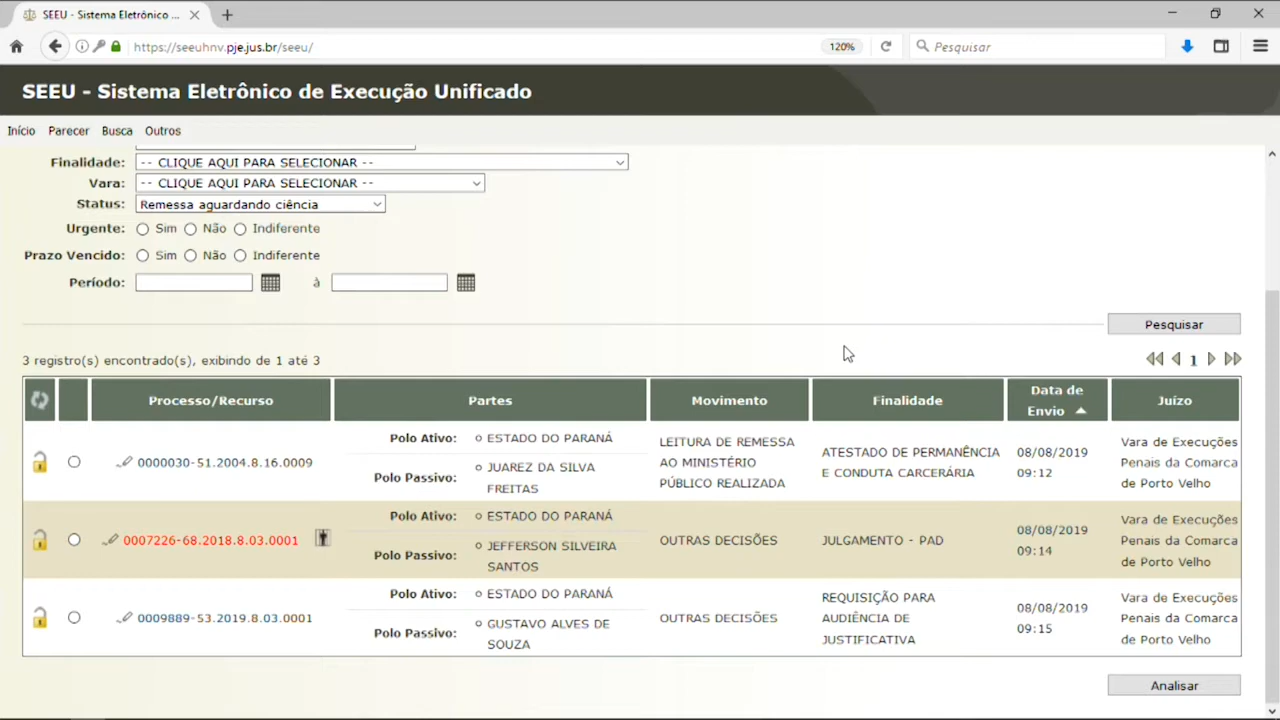 SEEU - Sistema Eletrônico ...
https://seeuhnv.pje.jus.br/seeu/
120%
Pesquisar
SEEU - Sistema Eletrônico de Execução Unificado
Início Parecer Busca Outros
Finalidade: -- CLIQUE AQUI PARA SELECIONAR --
Vara: -- CLIQUE AQUI PARA SELECIONAR --
Status: Remessa aguardando ciência
Urgente: Sim Não Indiferente
Prazo Vencido: Sim Não Indiferente
Período: à
Pesquisar
3 registro(s) encontrado(s), exibindo de 1 até 3
1
Processo/Recurso Partes Movimento Finalidade Data de Envio Juízo
0000030-51.2004.8.16.0009
Polo Ativo: ESTADO DO PARANÁ
Polo Passivo: JUAREZ DA SILVA
FREITAS
LEITURA DE REMESSA
AO MINISTÉRIO
PÚBLICO REALIZADA
ATESTADO DE PERMANÊNCIA
E CONDUTA CARCERÁRIA
08/08/2019
09:12
Vara de Execuções
Penais da Comarca
de Porto Velho
0007226-68.2018.8.03.0001
Polo Ativo: ESTADO DO PARANÁ
Polo Passivo: JEFFERSON SILVEIRA
SANTOS
OUTRAS DECISÕES
JULGAMENTO - PAD
08/08/2019
09:14
Vara de Execuções
Penais da Comarca
de Porto Velho
0009889-53.2019.8.03.0001
Polo Ativo: ESTADO DO PARANÁ
Polo Passivo: GUSTAVO ALVES DE
SOUZA
OUTRAS DECISÕES
REQUISIÇÃO PARA
AUDIÊNCIA DE
JUSTIFICATIVA
08/08/2019
09:15
Vara de Execuções
Penais da Comarca
de Porto Velho
Analisar